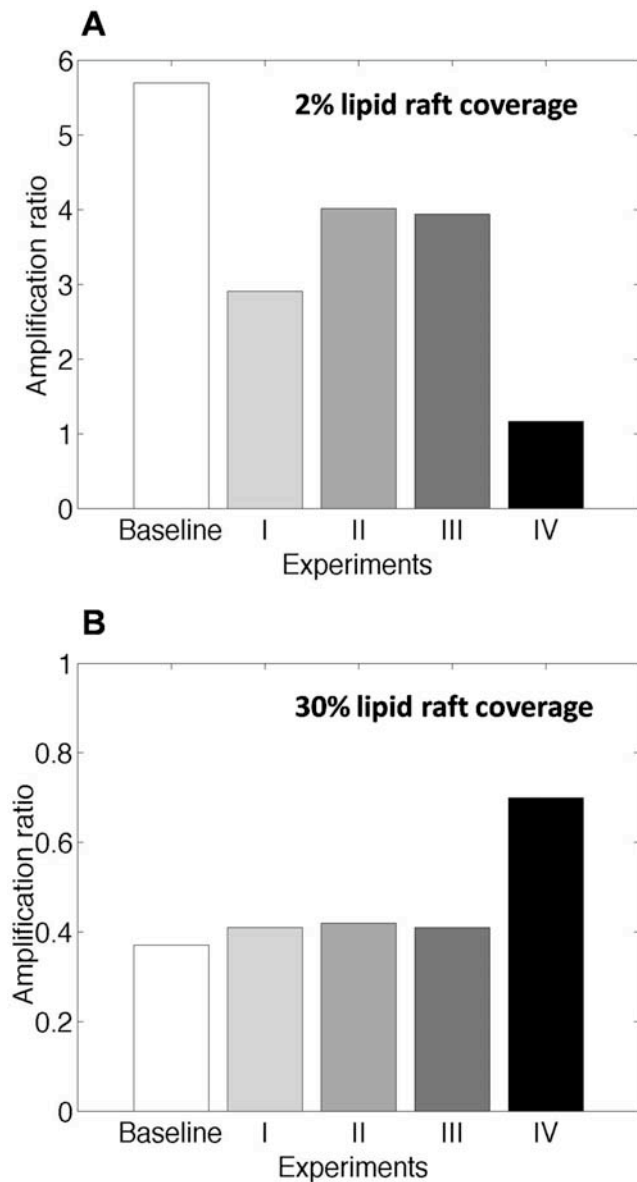 A
6
2% lipid raft coverage
5
4
3
2
1
0
Amplification ratio
Baseline I II III IV
Experiments
B
1
30% lipid raft coverage
0.8
0.6
0.4
0.2
0
Amplification ratio
Baseline I II III IV
Experiments